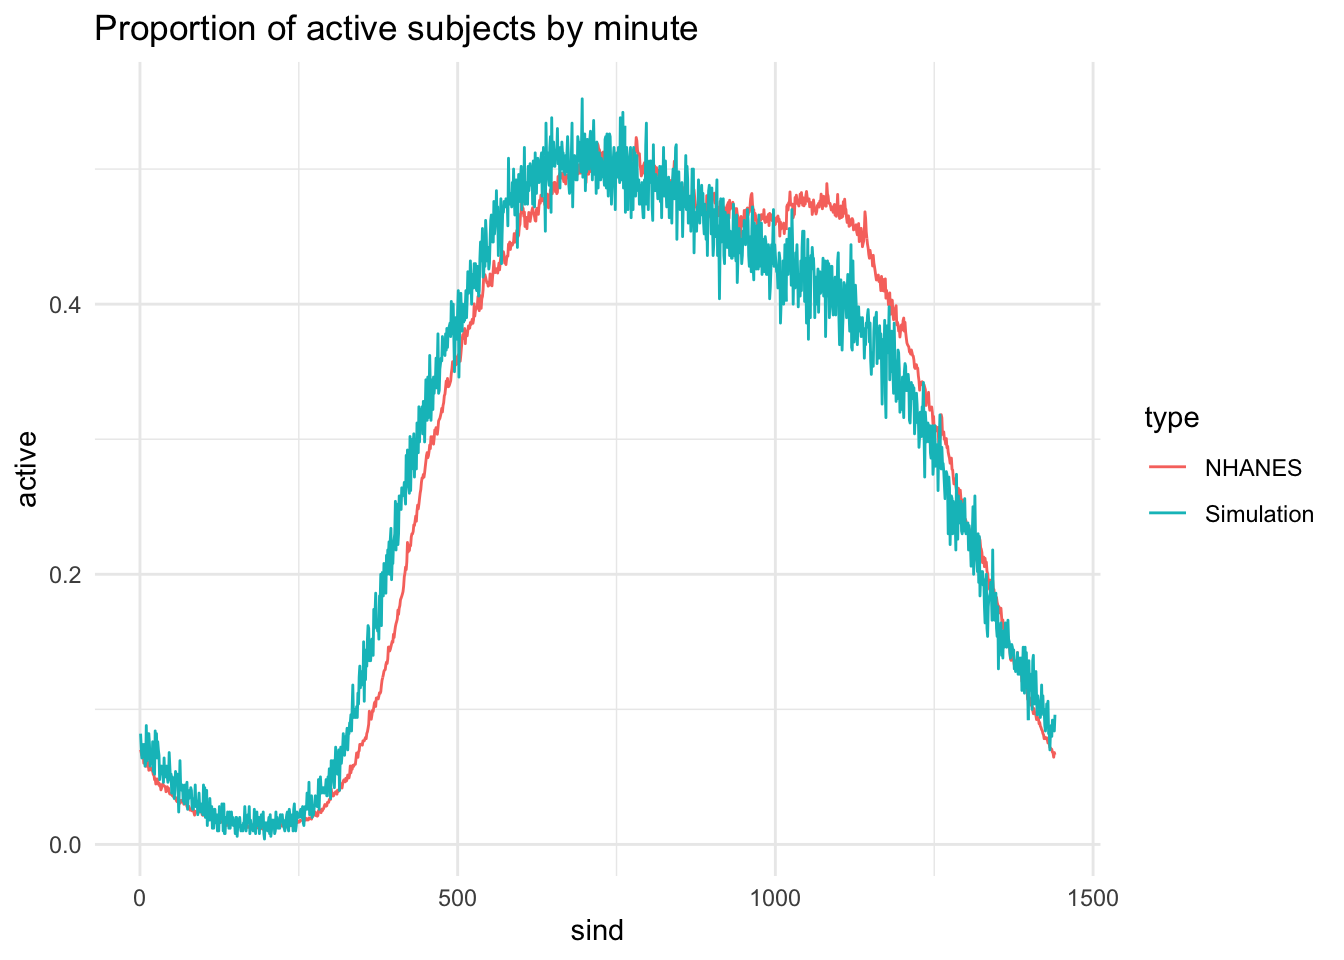 Proportion of active subjects by minute
active
0.4
0.2
0.0
0
500
1000
1500
sind
type
NHANES
Simulation